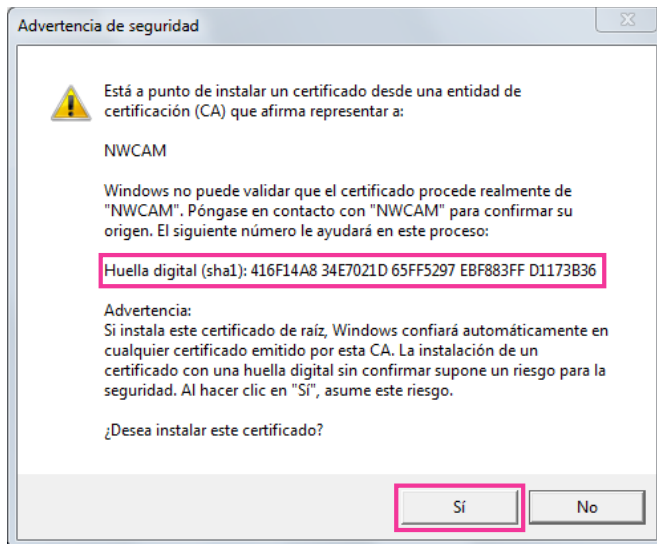 Advertencia de seguridad
Está a punto de instalar un certificado desde una entidad de
certificación (CA) que afirma representar a:
NWCAM
Windows no puede validar que el certificado procede realmente de
"NWCAM". Póngase en contacto con "NWCAM" para confirmar su
origen. El siguiente número le ayudará en este proceso:
Huella digital (sha1): 416F14A8 34E7021D 65FF5297 EBF883FF D1173B36
Advertencia:
Si instala este certificado de raíz, Windows confiará automáticamente en
cualquier certificado emitido por esta CA. La instalación de un
certificado con una huella digital sin confirmar supone un riesgo para la
seguridad. Al hacer clic en "Sí", asume este riesgo.
¿Desea instalar este certificado?
Sí
No